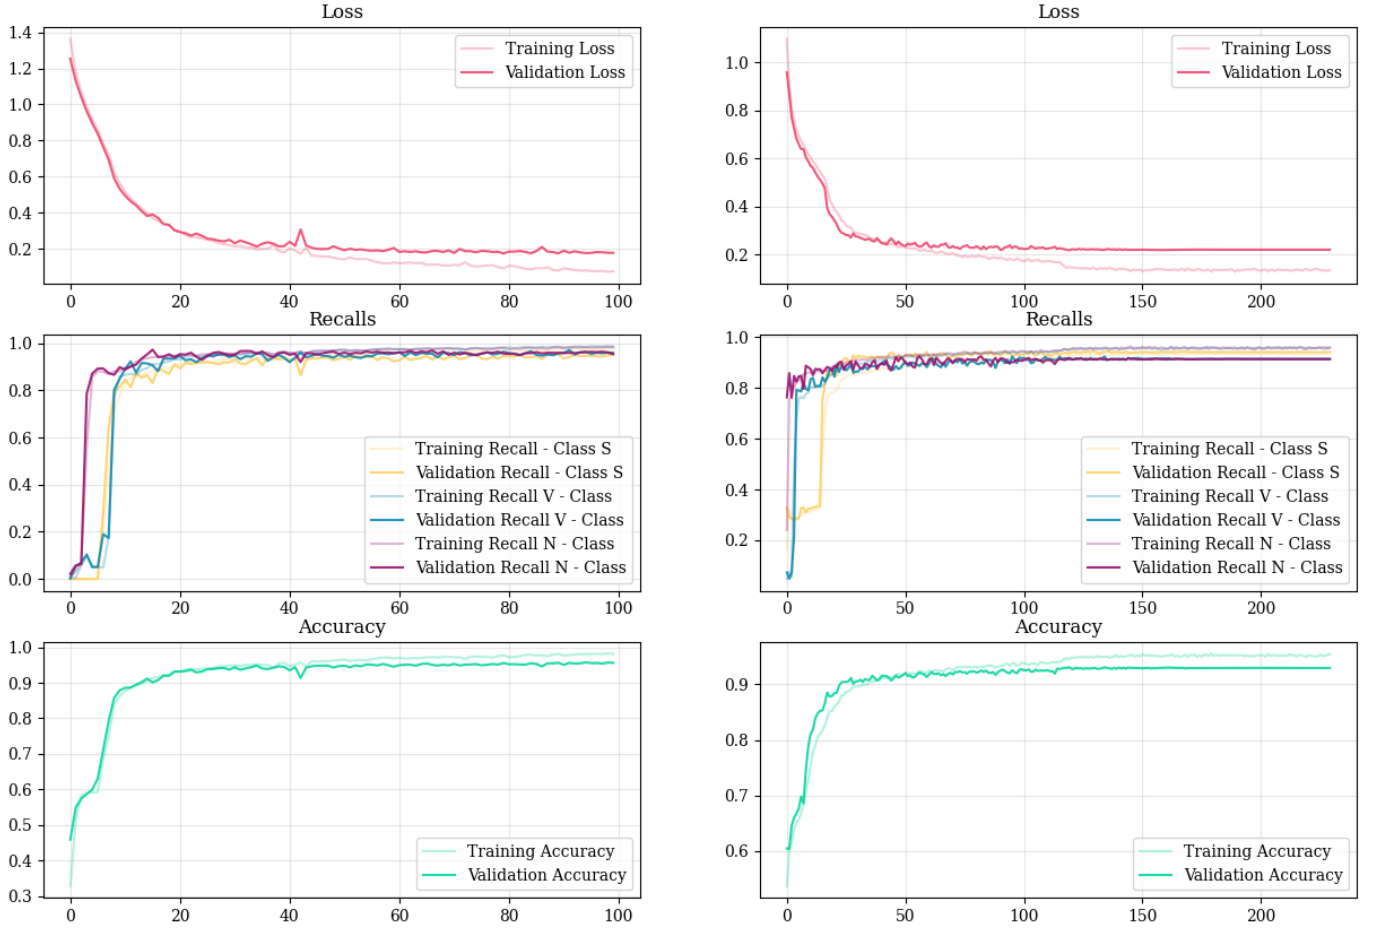 Loss
1.4
1.2
1.0
0.8
0.6
0.4
0.2
0 20 40 60 80 100
Training Loss
Validation Loss
Loss
1.0
0.8
0.6
0.4
0.2
0 50 100 150 200
Training Loss
Validation Loss
Recalls
1.0
0.8
0.6
0.4
0.2
0.0
0 20 40 60 80 100
Training Recall - Class S
Validation Recall - Class S
Training Recall V - Class
Validation Recall V - Class
Training Recall N - Class
Validation Recall N - Class
Recalls
1.0
0.8
0.6
0.4
0.2
0 50 100 150 200
Training Recall - Class S
Validation Recall - Class S
Training Recall V - Class
Validation Recall V - Class
Training Recall N - Class
Validation Recall N - Class
Accuracy
1.0
0.9
0.8
0.7
0.6
0.5
0.4
0.3
0 20 40 60 80 100
Training Accuracy
Validation Accuracy
Accuracy
0.9
0.8
0.7
0.6
0 50 100 150 200
Training Accuracy
Validation Accuracy